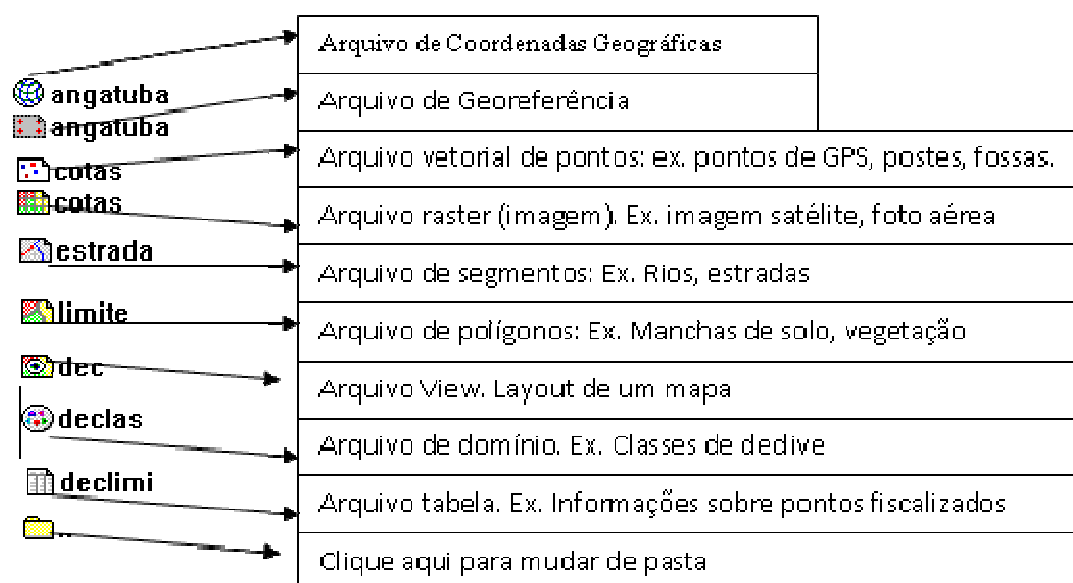 Arquivo de Coordenadas Geográficas
angatuba
Arquivo de Georeferência
angatuba
Arquivo vetorial de pontos: ex. pontos de GPS, postes, fossas.
cotas
Arquivo raster (imagem). Ex. imagem satélite, foto aérea
cotas
estrada
Arquivo de segmentos: Ex. Rios, estradas
limite
Arquivo de polígonos: Ex. Manchas de solo, vegetação
dec
Arquivo View. Layout de um mapa
declas
Arquivo de domínio. Ex. Classes de declive
declimi
Arquivo tabela. Ex. Informações sobre pontos fiscalizados
..
Clique aqui para mudar de pasta